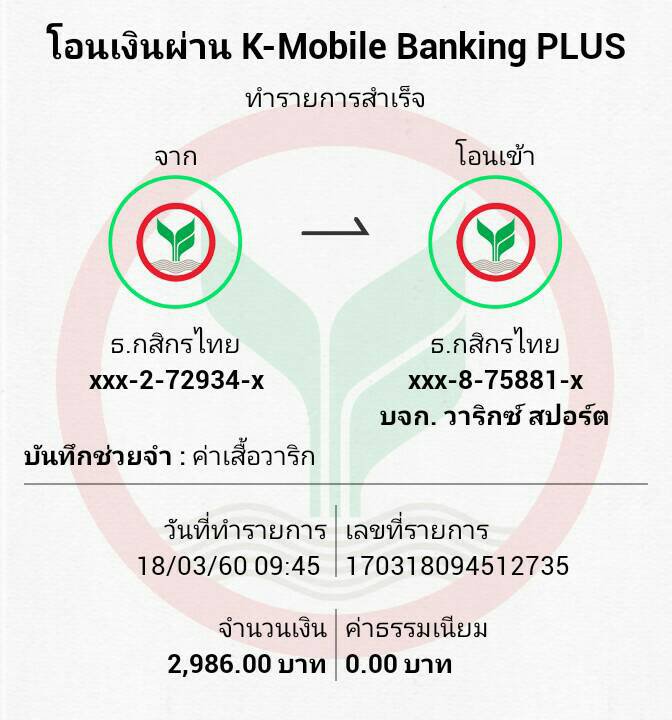 โอนเงินผ่าน K-Mobile Banking PLUS
ทำรายการสำเร็จ
จาก
โอนเข้า
ธ.กสิกรไทย
xxx-2-72934-x
ธ.กสิกรไทย
xxx-8-75881-x
บจก. วาริกซ์ สปอร์ต
บันทึกช่วยจำ : ค่าเสื้อวาริก
วันที่ทำรายการ
18/03/60 09:45
เลขที่รายการ
170318094512735
จำนวนเงิน
2,986.00 บาท
ค่าธรรมเนียม
0.00 บาท